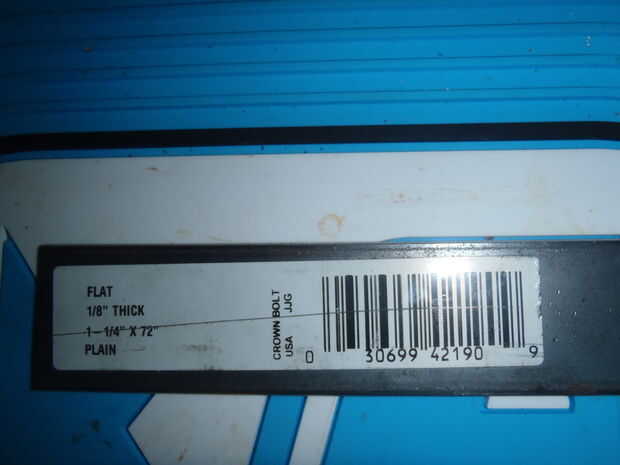 FLAT
1/8" THICK
1-1/4" X 72"
PLAIN
CROWN BOLT
USA JJG
0 30699 42190 9